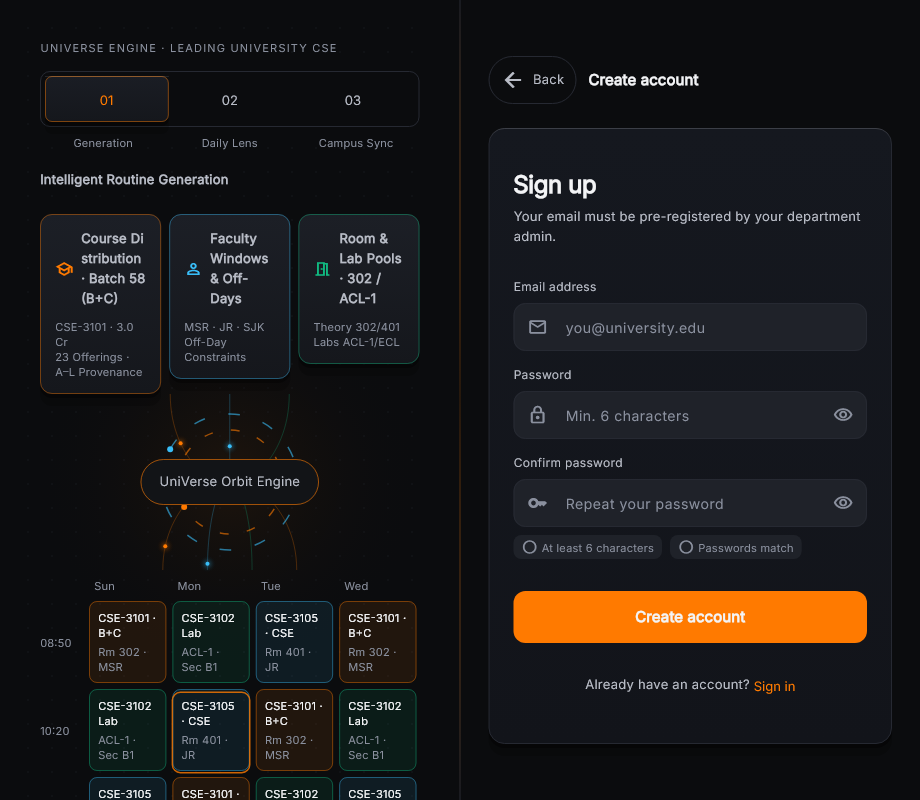 UNIVERSE ENGINE · LEADING UNIVERSITY CSE
01
02
03
Generation
Daily Lens
Campus Sync
Intelligent Routine Generation
Course Di
stribution
· Batch 58
(B+C)
CSE-3101 · 3.0
Cr
23 Offerings ·
A–L Provenance
Faculty
Windows
& Off-
Days
MSR · JR · SJK
Off-Day
Constraints
Room &
Lab Pools
· 302 /
ACL-1
Theory 302/401
Labs ACL-1/ECL
UniVerse Orbit Engine
Sun
Mon
Tue
Wed
08:50
CSE-3101 ·
B+C
Rm 302 ·
MSR
CSE-3102
Lab
ACL-1 ·
Sec B1
CSE-3105
· CSE
Rm 401 ·
JR
CSE-3101 ·
B+C
Rm 302 ·
MSR
10:20
CSE-3102
Lab
ACL-1 ·
Sec B1
CSE-3105
· CSE
Rm 401 ·
JR
CSE-3101 ·
B+C
Rm 302 ·
MSR
CSE-3102
Lab
ACL-1 ·
Sec B1
CSE-3105
CSE-3101 ·
CSE-3102
CSE-3105
Back
Create account
Sign up
Your email must be pre-registered by your department
admin.
Email address
you@university.edu
Password
Min. 6 characters
Confirm password
Repeat your password
At least 6 characters
Passwords match
Create account
Already have an account? Sign in